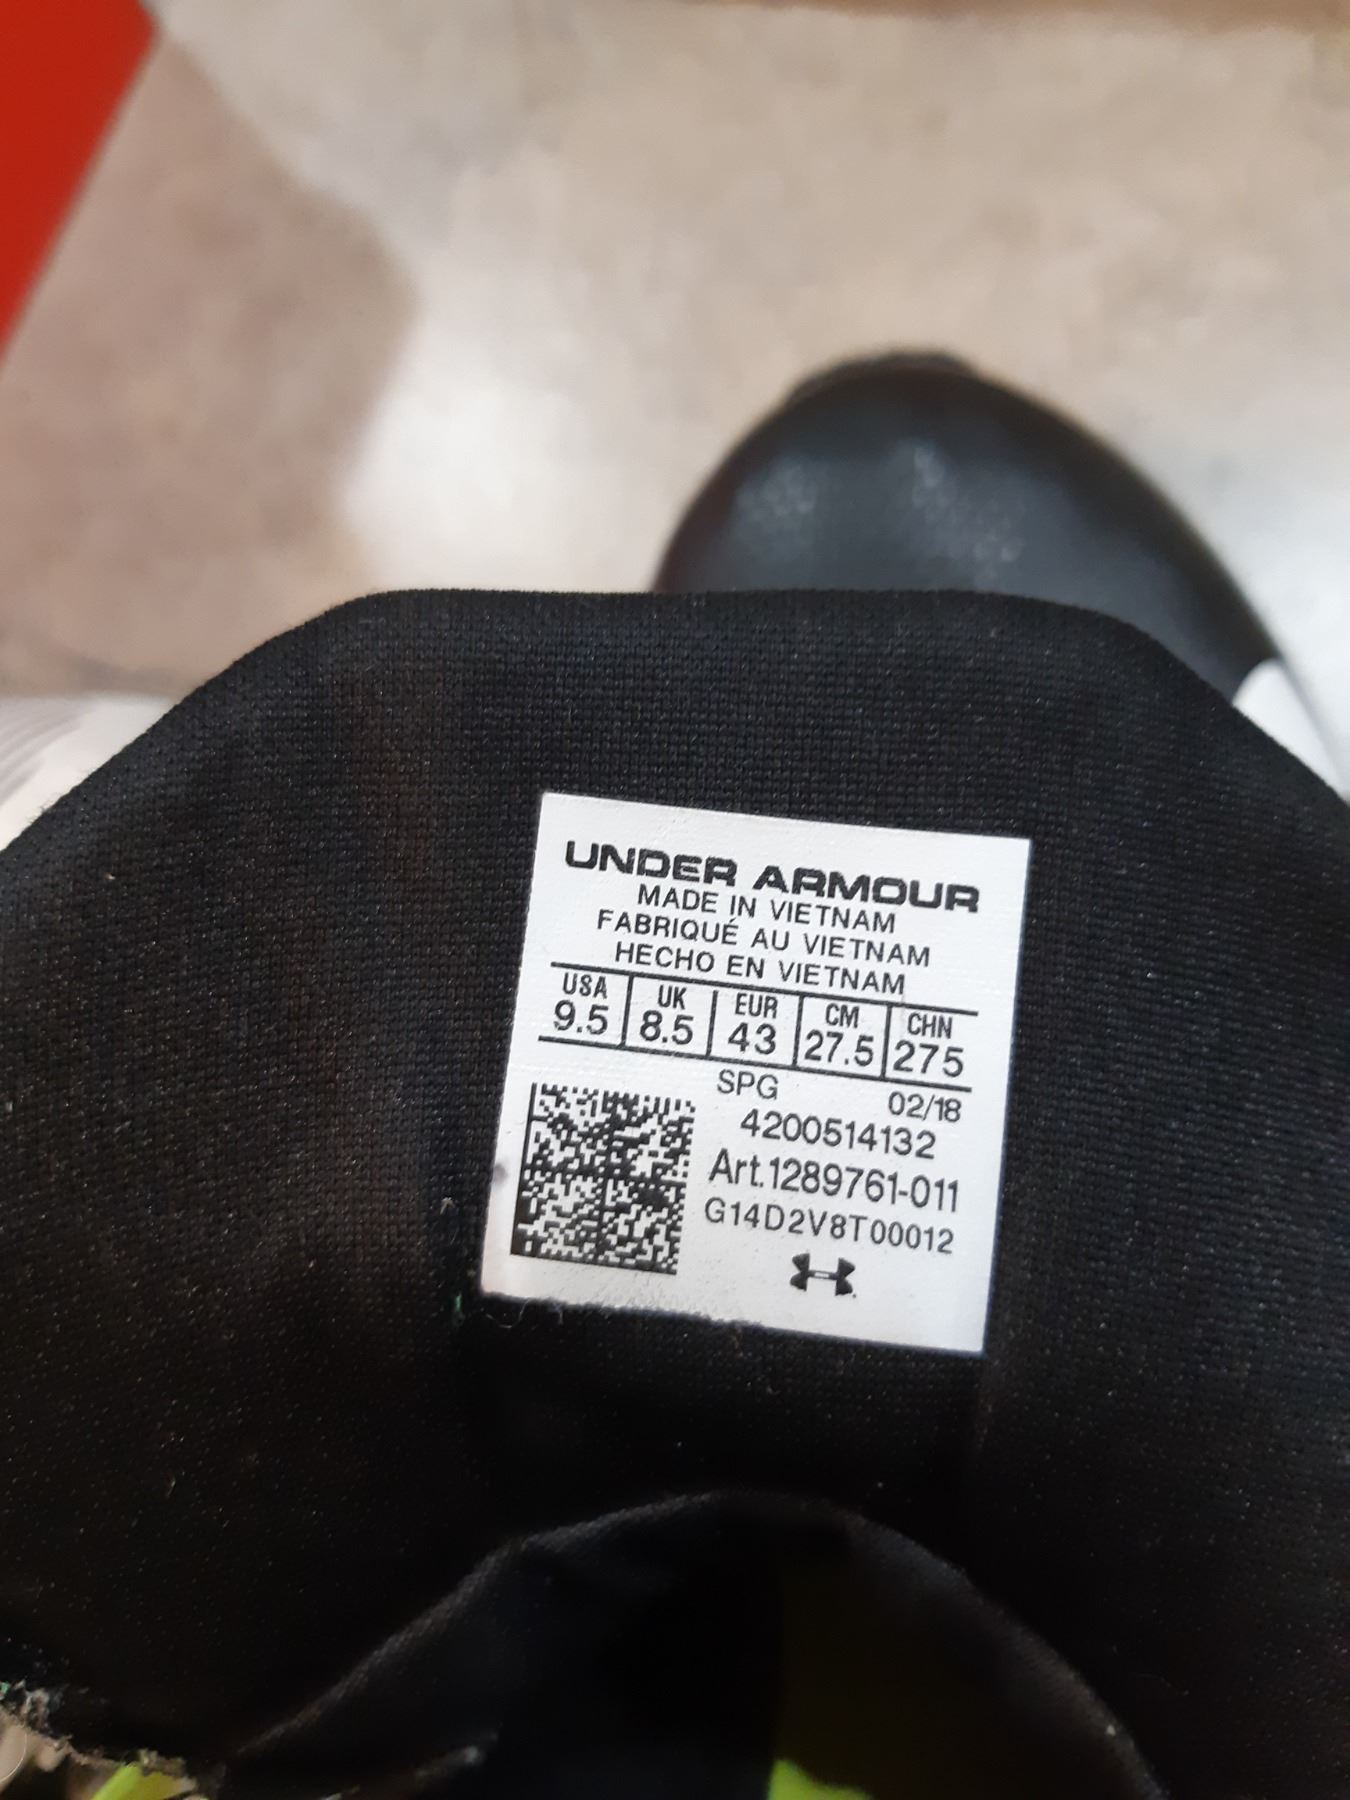 UNDER ARMOUR
MADE IN VIETNAM
FABRIQUÉ AU VIETNAM
HECHO EN VIETNAM
USA UK EUR CM CHN
9.5 8.5 43 27.5 275
SPG 02/18
4200514132
Art.1289761-011
G14D2V8T00012